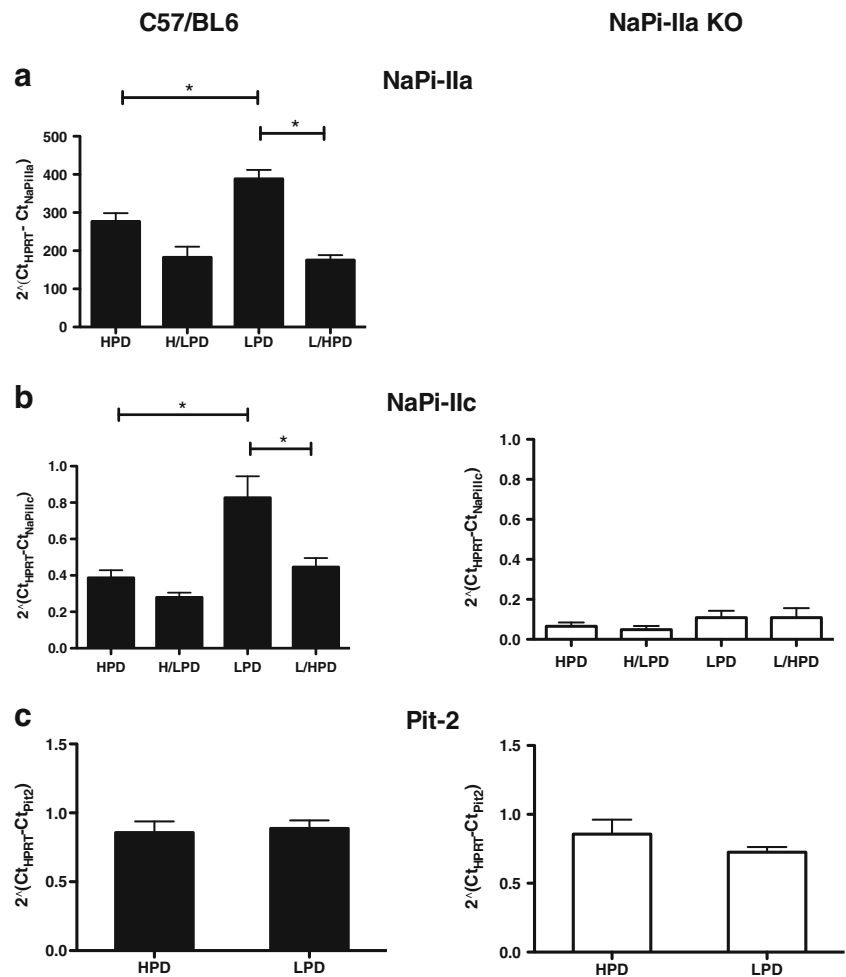 C57/BL6 NaPi-IIa KO
a NaPi-IIa
* *
2^(Ct_HPRT- Ct_NaPiIIa)
500
400
300
200
100
0
HPD H/LPD LPD L/HPD
b NaPi-IIc
* *
2^(Ct_HPRT-Ct_NaPiIIc)
1.0
0.8
0.6
0.4
0.2
0.0
HPD H/LPD LPD L/HPD
2^(Ct_HPRT-Ct_NaPiIIc)
1.0
0.8
0.6
0.4
0.2
0.0
HPD H/LPD LPD L/HPD
c Pit-2
2^(Ct_HPRT-Ct_Pit2)
1.5
1.0
0.5
0.0
HPD LPD
2^(Ct_HPRT-Ct_Pit2)
1.5
1.0
0.5
0.0
HPD LPD